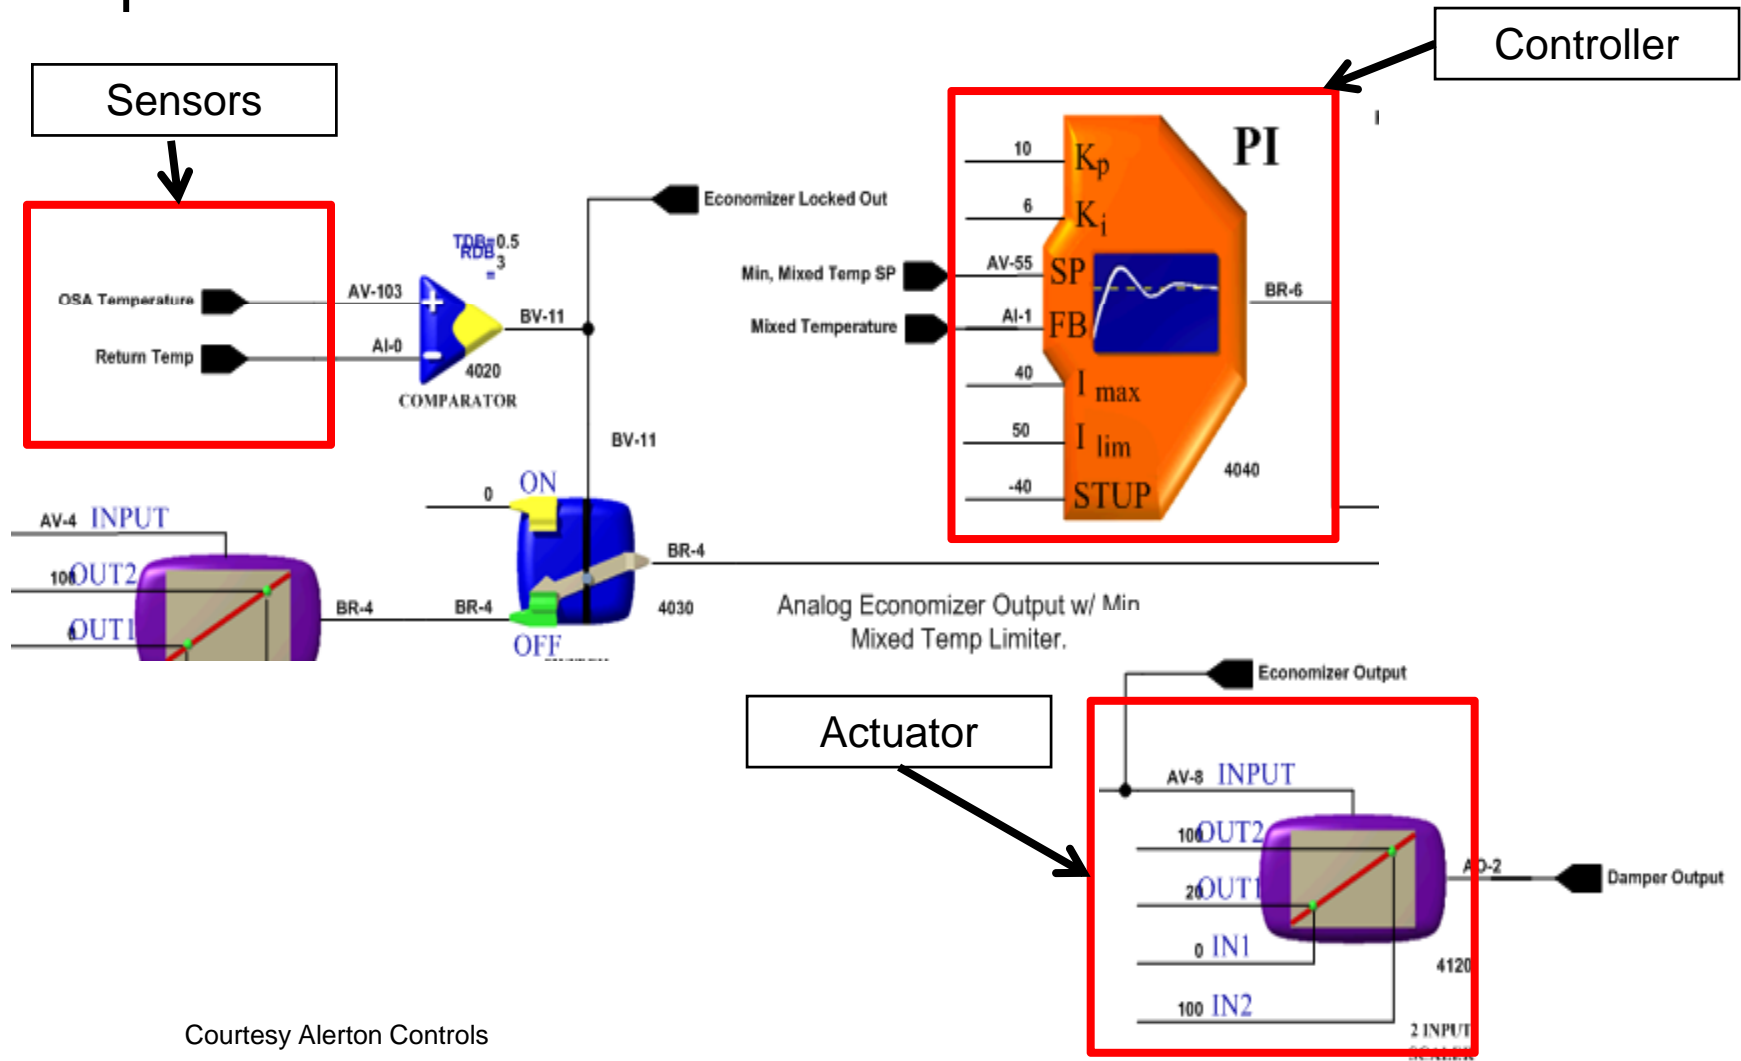 Controller
Sensors
PI
10
Kp
6
Ki
Min, Mixed Temp SP
AV-55
SP
Mixed Temperature
AI-1
FB
40
I max
50
I lim
-40
STUP
4040
BR-6
Economizer Locked Out
TDB=0.5
RDB
=
3
OSA Temperature
AV-103
+
Return Temp
AI-0
-
BV-11
4020
COMPARATOR
BV-11
0
ON
AV-4 INPUT
100 OUT2
OUT1
BR-4
BR-4
OFF
4030
BR-4
Analog Economizer Output w/ Min
Mixed Temp Limiter.
Economizer Output
Actuator
AV-8 INPUT
100 OUT2
20 OUT1
0 IN1
100 IN2
AO-2
Damper Output
4120
2 INPUT
SCALER
Courtesy Alerton Controls